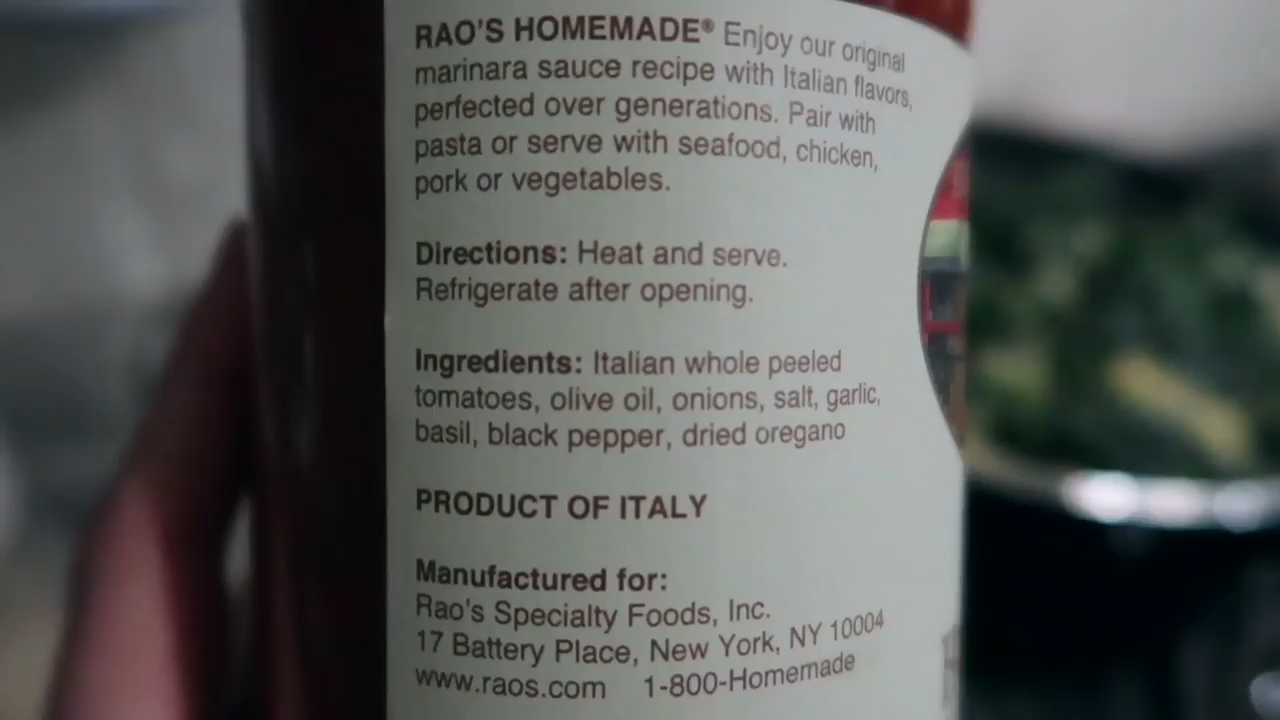 RAO'S HOMEMADE® Enjoy our original
marinara sauce recipe with Italian flavors,
perfected over generations. Pair with
pasta or serve with seafood, chicken,
pork or vegetables.
Directions: Heat and serve.
Refrigerate after opening.
Ingredients: Italian whole peeled
tomatoes, olive oil, onions, salt, garlic,
basil, black pepper, dried oregano
PRODUCT OF ITALY
Manufactured for:
Rao's Specialty Foods, Inc.
17 Battery Place, New York, NY 10004
www.raos.com 1-800-Homemade